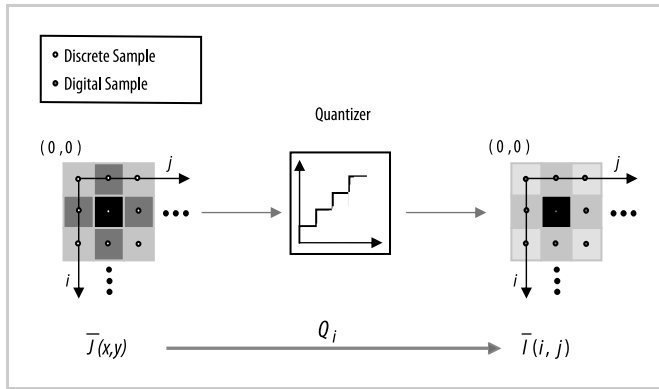 Discrete Sample
Digital Sample
Quantizer
(0,0)
j
i
(0,0)
j
i
J̅(x,y)
Q i
I̅(i, j)